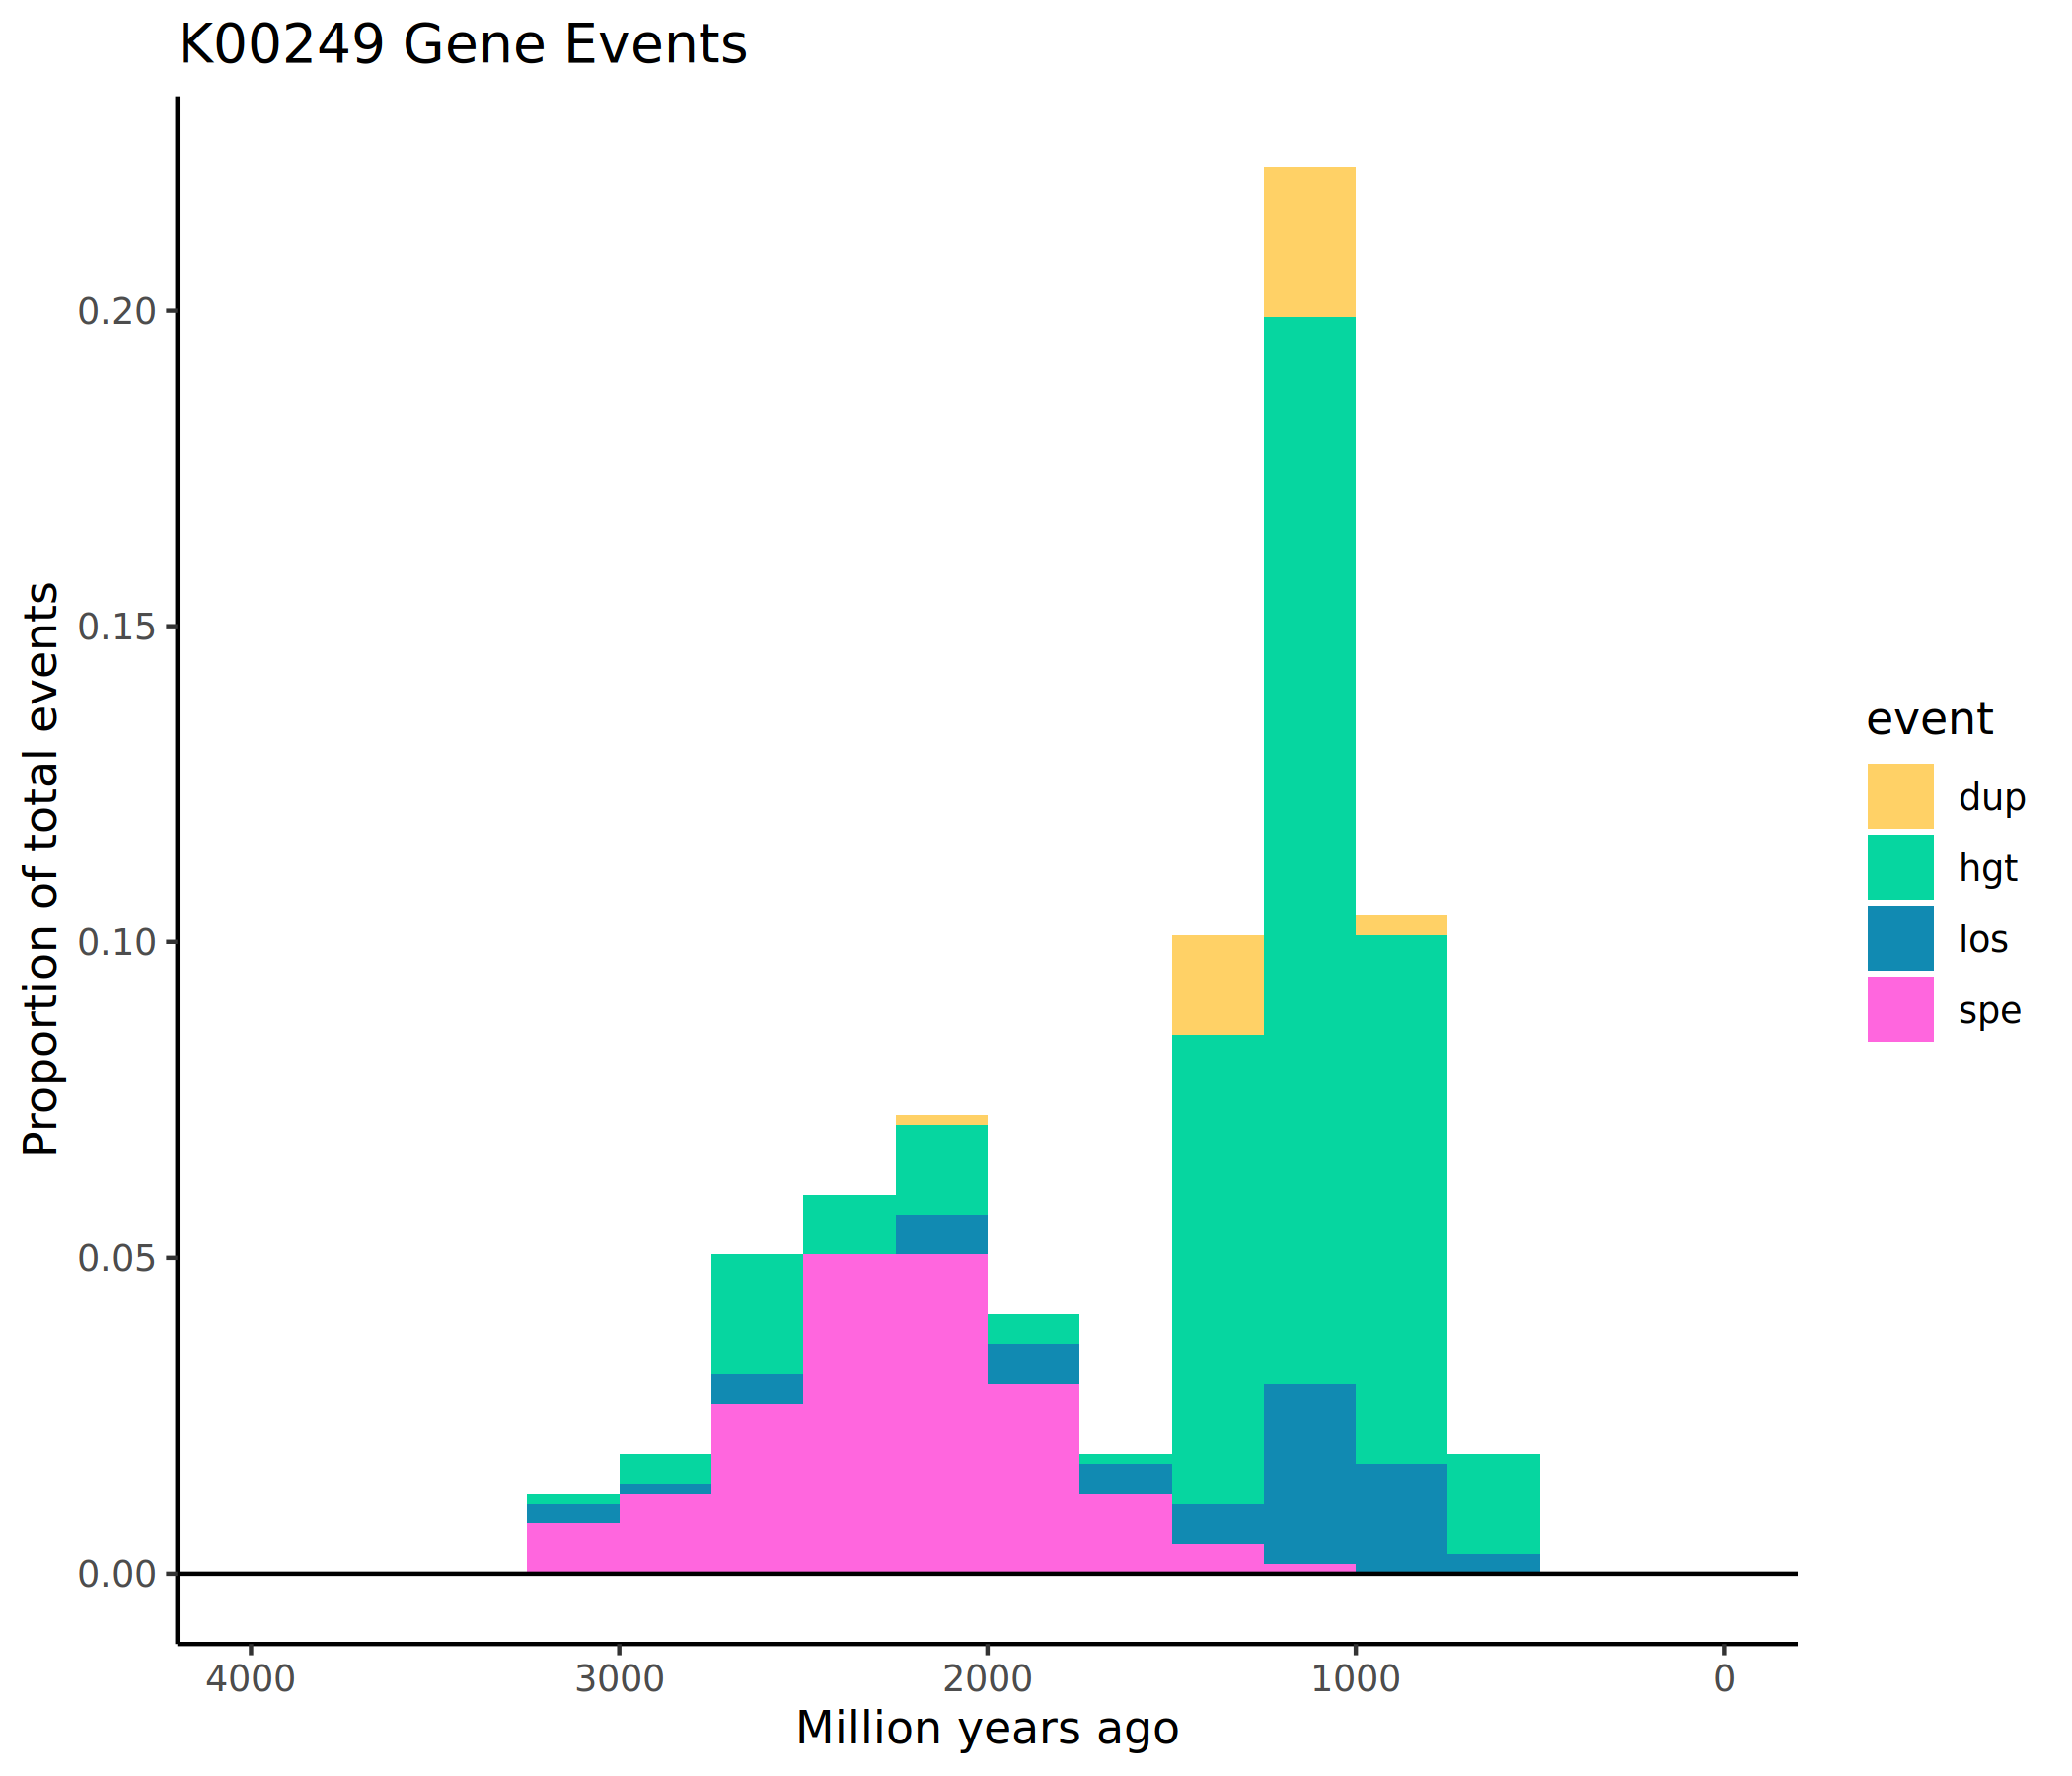 K00249 Gene Events
Proportion of total events
0.20
0.15
0.10
0.05
0.00
4000 3000 2000 1000 0
Million years ago
event
dup
hgt
los
spe